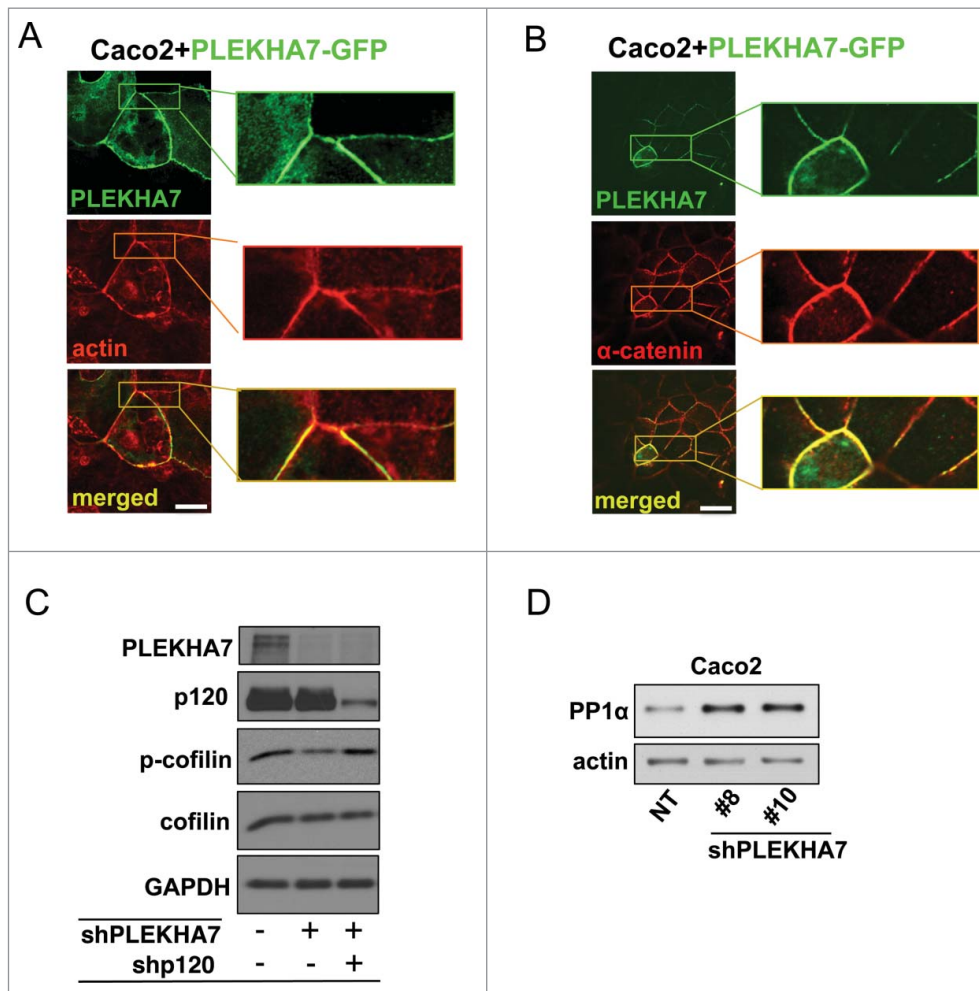 A
Caco2+PLEKHA7-GFP
PLEKHA7
actin
merged
B
Caco2+PLEKHA7-GFP
PLEKHA7
α-catenin
merged
C
PLEKHA7
p120
p-cofilin
cofilin
GAPDH
shPLEKHA7 - + +
shp120 - - +
D
Caco2
PP1α
actin
NT #8 #10
shPLEKHA7